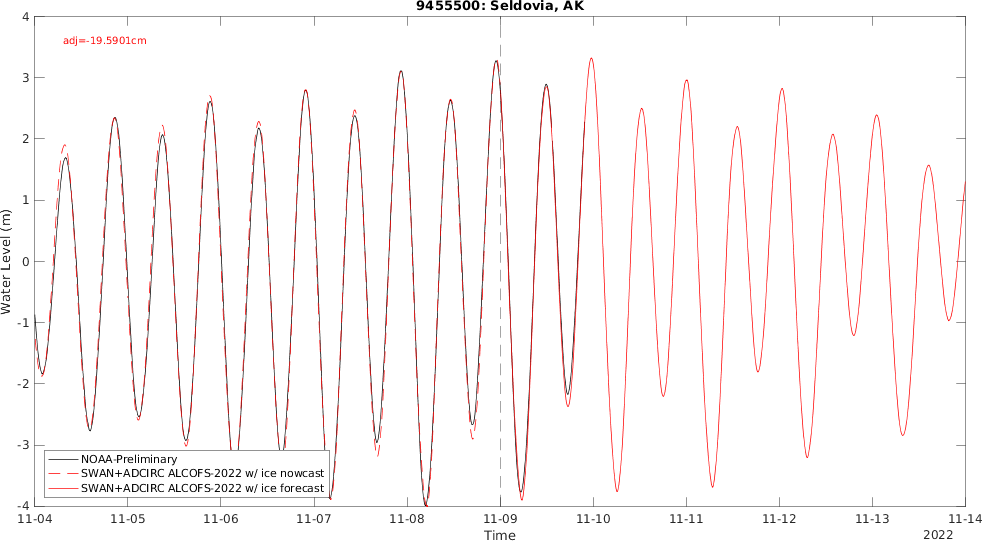 9455500: Seldovia, AK
adj=-19.5901cm
4
3
2
1
0
-1
-2
-3
-4
Water Level (m)
NOAA-Preliminary
SWAN+ADCIRC ALCOFS-2022 w/ ice nowcast
SWAN+ADCIRC ALCOFS-2022 w/ ice forecast
11-04 11-05 11-06 11-07 11-08 11-09 11-10 11-11 11-12 11-13 11-14
Time
2022